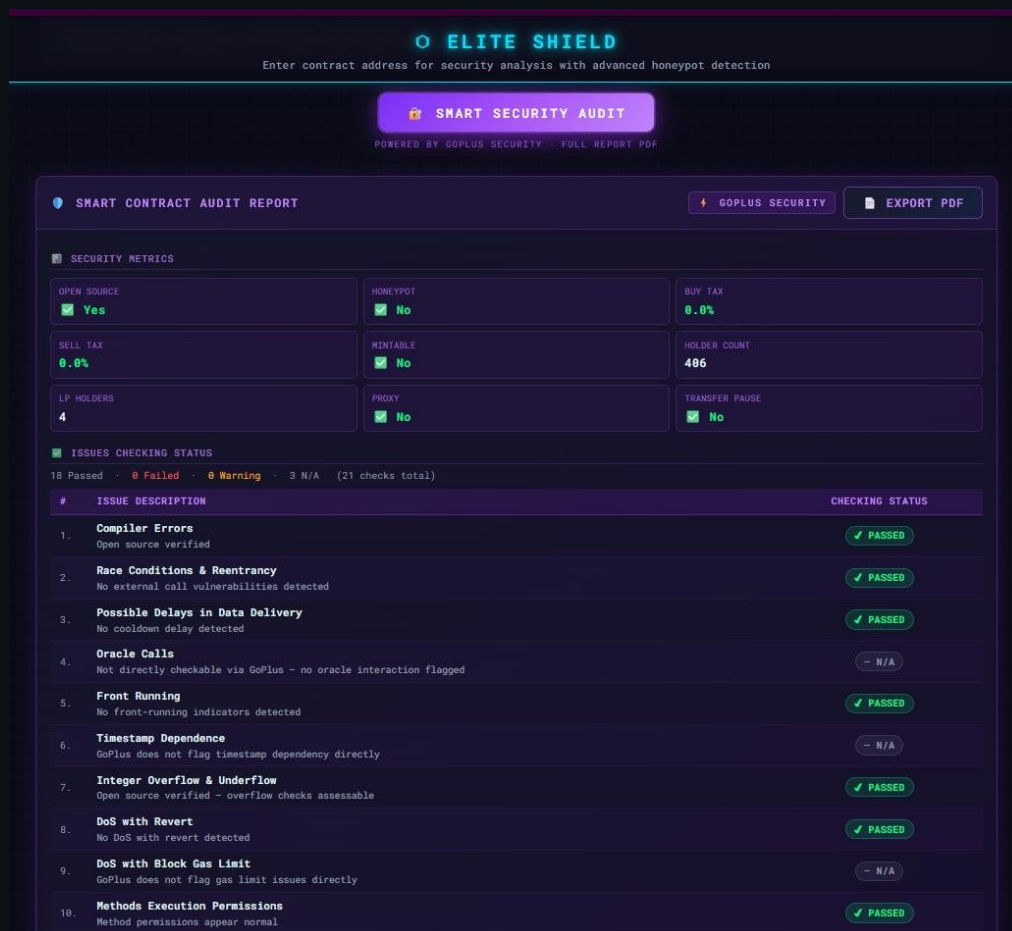 ELITE SHIELD
Enter contract address for security analysis with advanced honeypot detection
SMART SECURITY AUDIT
POWERED BY GOPLUS SECURITY · FULL REPORT PDF
SMART CONTRACT AUDIT REPORT
GOPLUS SECURITY
EXPORT PDF
SECURITY METRICS
OPEN SOURCE
Yes
HONEYPOT
No
BUY TAX
0.0%
SELL TAX
0.0%
MINTABLE
No
HOLDER COUNT
406
LP HOLDERS
4
PROXY
No
TRANSFER PAUSE
No
ISSUES CHECKING STATUS
18 Passed · 0 Failed · 0 Warning · 3 N/A (21 checks total)
# ISSUE DESCRIPTION CHECKING STATUS
1. Compiler Errors
Open source verified
✓ PASSED
2. Race Conditions & Reentrancy
No external call vulnerabilities detected
✓ PASSED
3. Possible Delays in Data Delivery
No cooldown delay detected
✓ PASSED
4. Oracle Calls
Not directly checkable via GoPlus — no oracle interaction flagged
— N/A
5. Front Running
No front-running indicators detected
✓ PASSED
6. Timestamp Dependence
GoPlus does not flag timestamp dependency directly
— N/A
7. Integer Overflow & Underflow
Open source verified — overflow checks assessable
✓ PASSED
8. DoS with Revert
No DoS with revert detected
✓ PASSED
9. DoS with Block Gas Limit
GoPlus does not flag gas limit issues directly
— N/A
10. Methods Execution Permissions
Method permissions appear normal
✓ PASSED